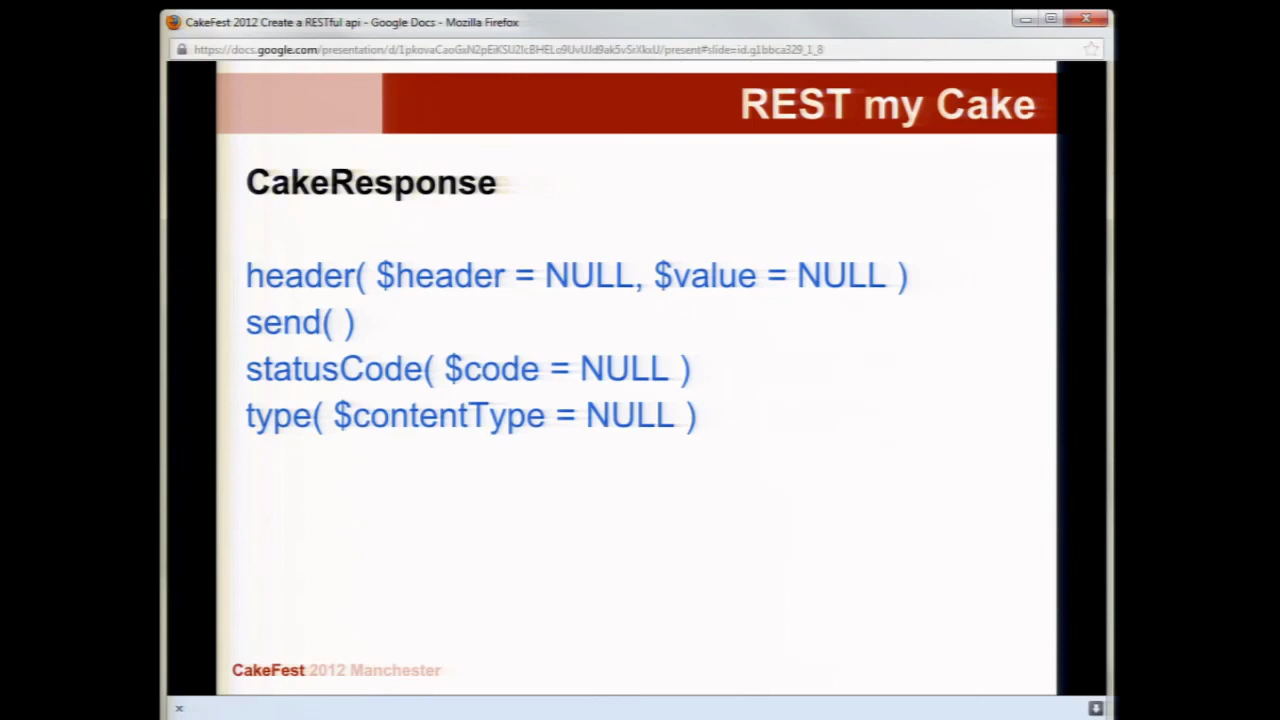 CakeFest 2012 Create a RESTful api - Google Docs - Mozilla Firefox
REST my Cake
CakeResponse
header( $header = NULL, $value = NULL )
send( )
statusCode( $code = NULL )
type( $contentType = NULL )
CakeFest 2012 Manchester